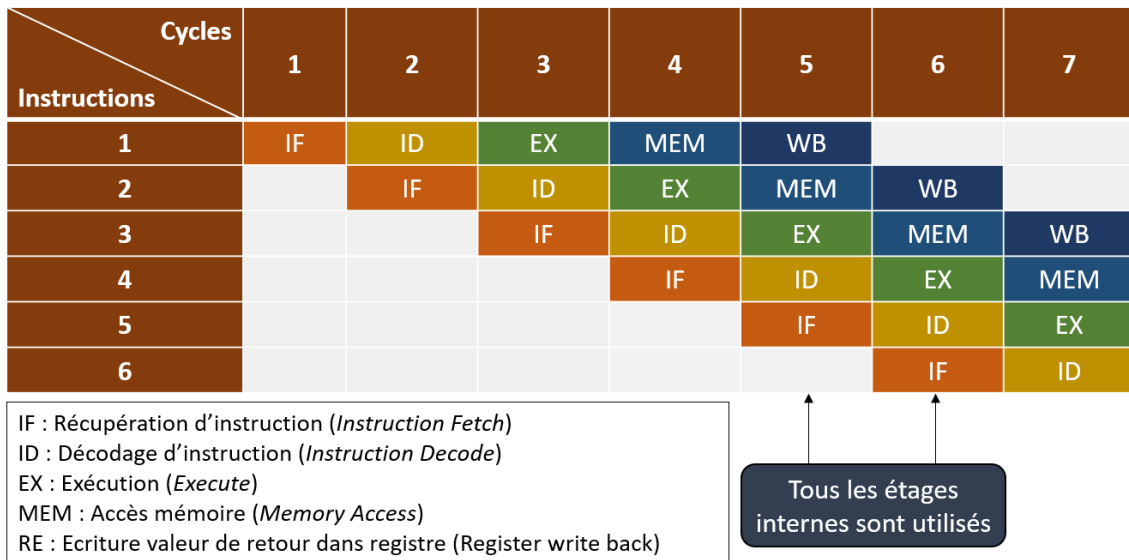 Cycles
Instructions
1 2 3 4 5 6 7
1 IF ID EX MEM WB
2 IF ID EX MEM WB
3 IF ID EX MEM WB
4 IF ID EX MEM
5 IF ID EX
6 IF ID
IF : Récupération d’instruction (Instruction Fetch)
ID : Décodage d’instruction (Instruction Decode)
EX : Exécution (Execute)
MEM : Accès mémoire (Memory Access)
RE : Ecriture valeur de retour dans registre (Register write back)
Tous les étages
internes sont utilisés